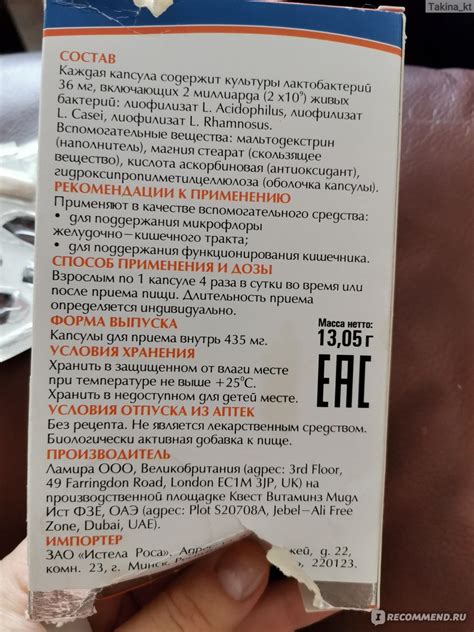 Takina_kt
СОСТАВ
Каждая капсула содержит культуры лактобактерий
36 мг, включающих 2 миллиарда (2 х10⁹) живых
бактерий: лиофилизат L. Acidophilus, лиофилизат
L. Casei, лиофилизат L. Rhamnosus.
Вспомогательные вещества: мальтодекстрин
(наполнитель), магния стеарат (скользящее
вещество), кислота аскорбиновая (антиоксидант),
гидроксипропилметилцеллюлоза (оболочка капсулы).
РЕКОМЕНДАЦИИ К ПРИМЕНЕНИЮ
Применяют в качестве вспомогательного средства:
• для поддержания микрофлоры
желудочно–кишечного тракта;
• для поддержания функционирования кишечника.
СПОСОБ ПРИМЕНЕНИЯ И ДОЗЫ
Взрослым по 1 капсуле 4 раза в сутки во время или
после приема пищи. Длительность приема
определяется индивидуально.
ФОРМА ВЫПУСКА
Капсулы для приема внутрь 435 мг.
Масса нетто:
13,05 г
EAC
УСЛОВИЯ ХРАНЕНИЯ
Хранить в защищенном от влаги месте
при температуре не выше +25°С.
Хранить в недоступном для детей месте.
УСЛОВИЯ ОТПУСКА ИЗ АПТЕК
Без рецепта. Не является лекарственным средством.
Биологически активная добавка к пище.
ПРОИЗВОДИТЕЛЬ
Ламира ООО, Великобритания (адрес: 3rd Floor,
49 Farringdon Road, London EC1M 3JP, UK) на
производственной площадке Квест Витаминз Мидл
Ист ФЗЕ, ОАЭ (адрес: Plot S20708A, Jebel–Ali Free
Zone, Dubai, UAE).
ИМПОРТЕР
ЗАО «Истела Роса». д. 22,
комн. 23, г. 220123.
IRECOMMEND.RU